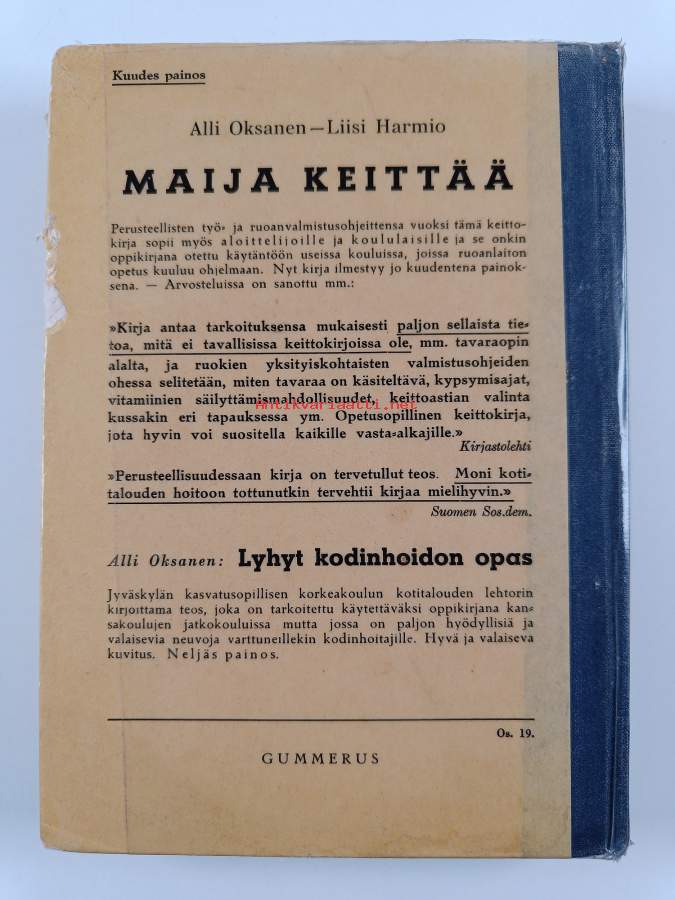 Kuudes painos
Alli Oksanen—Liisi Harmio
MAIJA KEITTÄÄ
Perusteellisten työ- ja ruoanvalmistusohjeittensa vuoksi tämä keitto-
kirja sopii myös aloittelijoille ja koululaisille ja se onkin
oppikirjana otettu käytäntöön useissa kouluissa, joissa ruoanlaiton
opetus kuuluu ohjelmaan. Nyt kirja ilmestyy jo kuudentena painok-
sena. — Arvosteluissa on sanottu mm.:
»Kirja antaa tarkoituksensa mukaisesti paljon sellaista tie-
toa, mitä ei tavallisissa keittokirjoissa ole, mm. tavaraopin
alalta, ja ruokien yksityiskohtaisten valmistusohjeiden
ohessa selitetään, miten tavaraa on käsiteltävä, kypsymisajat,
vitamiinien säilyttämismahdollisuudet, keittoastian valinta
kussakin eri tapauksessa ym. Opetusopillinen keittokirja,
jota hyvin voi suositella kaikille vasta-alkajille.»
Kirjastolehti
»Perusteellisuudessaan kirja on tervetullut teos. Moni koti-
talouden hoitoon tottunutkin tervehtii kirjaa mielihyvin.»
Suomen Sos.dem.
Alli Oksanen: Lyhyt kodinhoidon opas
Jyväskylän kasvatusopillisen korkeakoulun kotitalouden lehtorin
kirjoittama teos, joka on tarkoitettu käytettäväksi oppikirjana kan-
sakoulujen jatkokouluissa mutta jossa on paljon hyödyllisiä ja
valaisevia neuvoja varttuneillekin kodinhoitajille. Hyvä ja valaiseva
kuvitus. Neljäs painos.
Os. 19.
GUMMERUS
Antikvariaatti.net